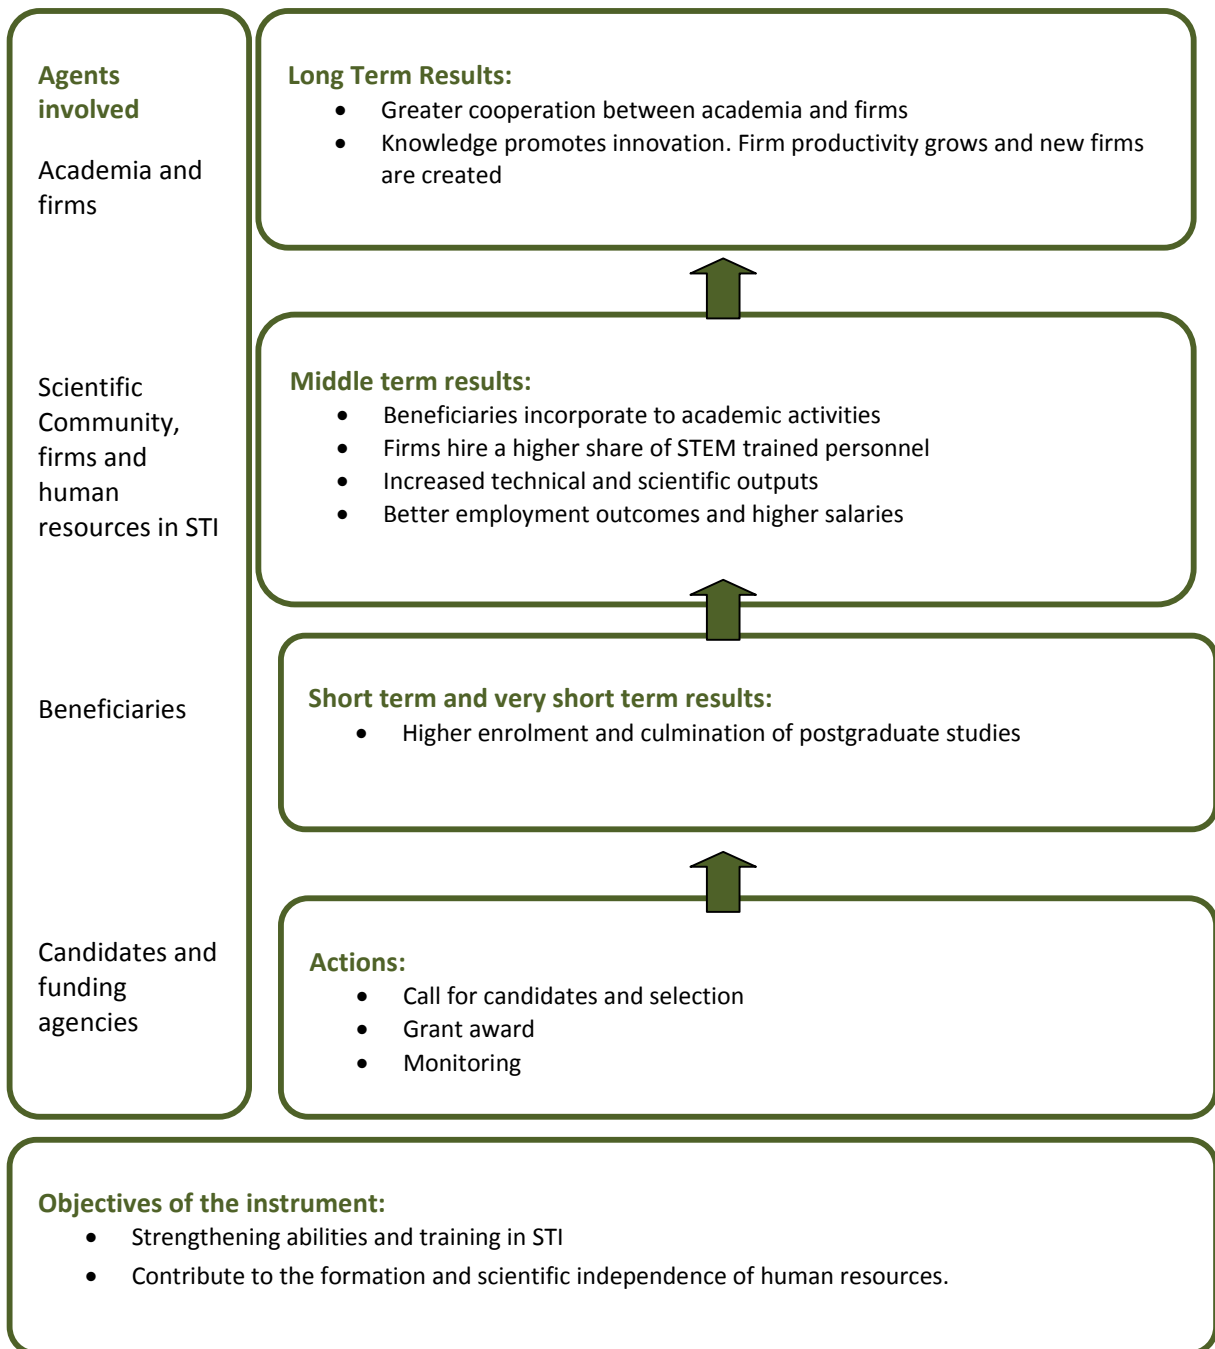 Agents
involved
Academia and
firms
Scientific
Community,
firms and
human
resources in STI
Beneficiaries
Candidates and
funding
agencies
Long Term Results:
• Greater cooperation between academia and firms
• Knowledge promotes innovation. Firm productivity grows and new firms
are created
Middle term results:
• Beneficiaries incorporate to academic activities
• Firms hire a higher share of STEM trained personnel
• Increased technical and scientific outputs
• Better employment outcomes and higher salaries
Short term and very short term results:
• Higher enrolment and culmination of postgraduate studies
Actions:
• Call for candidates and selection
• Grant award
• Monitoring
Objectives of the instrument:
• Strengthening abilities and training in STI
• Contribute to the formation and scientific independence of human resources.